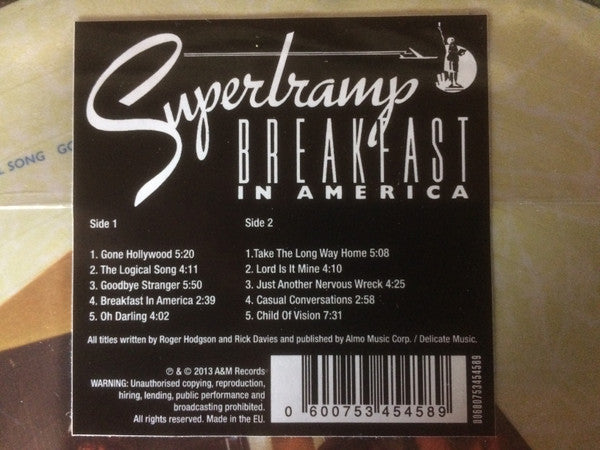 Supertramp
BREAKFAST
IN AMERICA
SONG GO
Side 1
1. Gone Hollywood 5:20
2. The Logical Song 4:11
3. Goodbye Stranger 5:50
4. Breakfast In America 2:39
5. Oh Darling 4:02
Side 2
1.Take The Long Way Home 5:08
2. Lord Is It Mine 4:10
3. Just Another Nervous Wreck 4:25
4. Casual Conversations 2:58
5. Child Of Vision 7:31
All titles written by Roger Hodgson and Rick Davies and published by Almo Music Corp. / Delicate Music.
℗ & © 2013 A&M Records
WARNING: Unauthorised copying, reproduction,
hiring, lending, public performance and
broadcasting prohibited.
All rights reserved. Made in the EU.
0 600753 454589
00600753454589